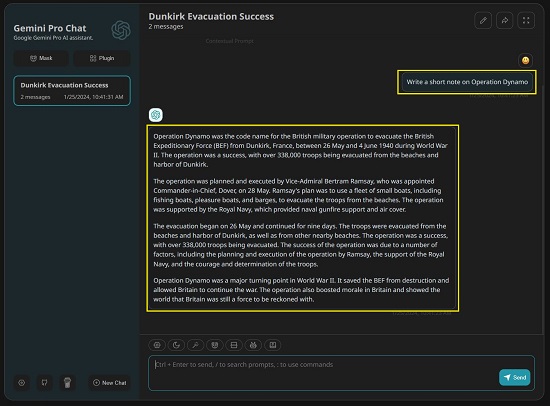 Gemini Pro Chat
Google Gemini Pro AI assistant.
Mask
Plugin
Dunkirk Evacuation Success
2 messages
1/25/2024, 10:41:31 AM
New Chat
Dunkirk Evacuation Success
2 messages
Contextual Prompt
Write a short note on Operation Dynamo
Operation Dynamo was the code name for the British military operation to evacuate the British
Expeditionary Force (BEF) from Dunkirk, France, between 26 May and 4 June 1940 during World War
II. The operation was a success, with over 338,000 troops being evacuated from the beaches and
harbor of Dunkirk.
The operation was planned and executed by Vice-Admiral Bertram Ramsay, who was appointed
Commander-in-Chief, Dover, on 28 May. Ramsay's plan was to use a fleet of small boats, including
fishing boats, pleasure boats, and barges, to evacuate the troops from the beaches. The operation
was supported by the Royal Navy, which provided naval gunfire support and air cover.
The evacuation began on 26 May and continued for nine days. The troops were evacuated from the
beaches and harbor of Dunkirk, as well as from other nearby beaches. The operation was a success,
with over 338,000 troops being evacuated. The success of the operation was due to a number of
factors, including the planning and execution of the operation by Ramsay, the support of the Royal
Navy, and the courage and determination of the troops.
Operation Dynamo was a major turning point in World War II. It saved the BEF from destruction and
allowed Britain to continue the war. The operation also boosted morale in Britain and showed the
world that Britain was still a force to be reckoned with.
Ctrl + Enter to send, / to search prompts, : to use commands
Send